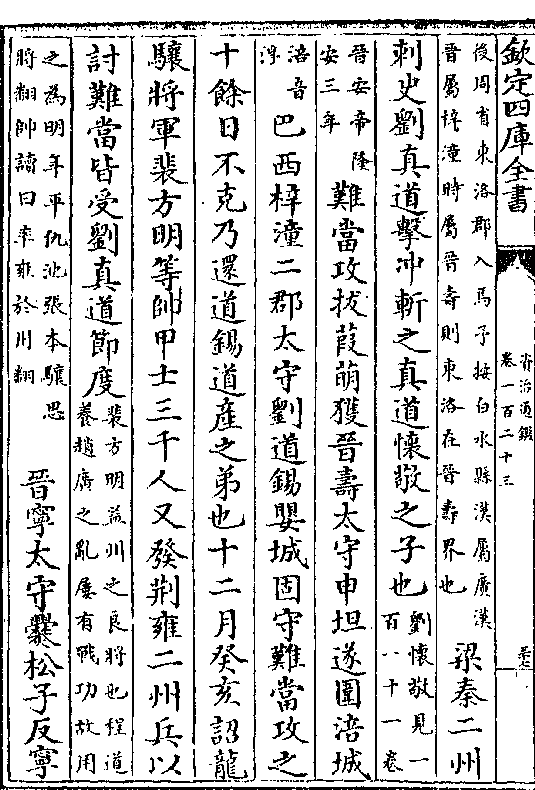 欽定四庫全書
資治通鑑
卷一百二十三
後周有東洛郡入馬子按白水縣漢屬廣漢
晉屬梓潼時屬晉壽則東洛在晉壽界也
梁秦二州
刺史劉真道擊冲斬之真道懷敬之子也
劉懷敬見一
百八十一卷
晉安帝隆
安三年
難當攻拔葭萌獲晉壽太守申坦遂圍涪城
涪音
浮
巴西梓潼二郡太守劉道錫嬰城固守難當攻之
十餘日不克乃還道錫道產之弟也十二月癸亥詔龍
驤將軍裴方明等帥甲士三千人又發荆雍二州兵以
討難當皆受劉真道節度
裴方明益州之良將也程道
養趙廣之亂屢有戰功故用
之為明年平仇池張本驤思
將翻帥讀曰率雍於用翻
晉寧太守爨松子反寧